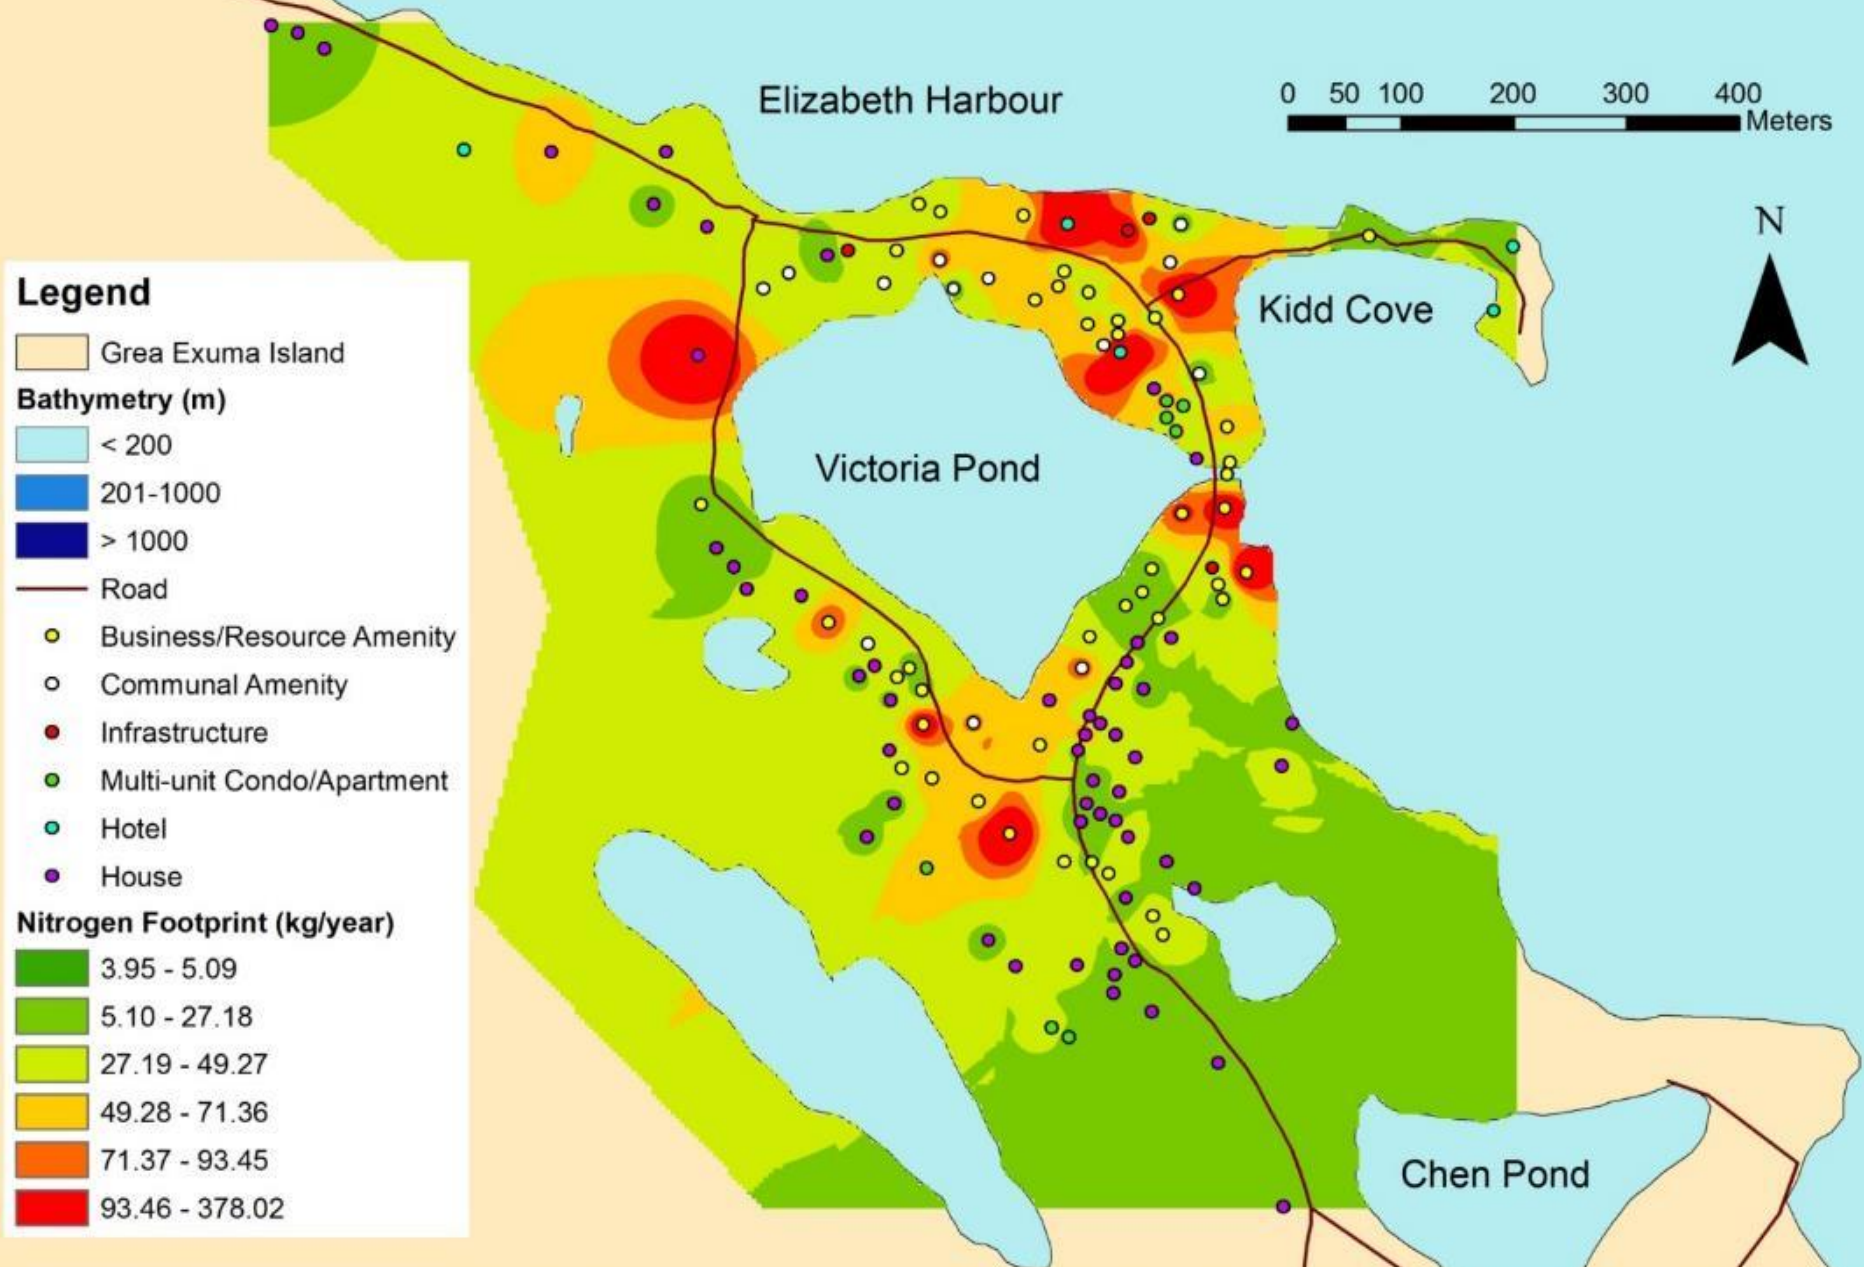 Elizabeth Harbour
0 50 100 200 300 400
Meters
N
Kidd Cove
Victoria Pond
Chen Pond
Legend
Grea Exuma Island
Bathymetry (m)
< 200
201-1000
> 1000
Road
Business/Resource Amenity
Communal Amenity
Infrastructure
Multi-unit Condo/Apartment
Hotel
House
Nitrogen Footprint (kg/year)
3.95 - 5.09
5.10 - 27.18
27.19 - 49.27
49.28 - 71.36
71.37 - 93.45
93.46 - 378.02